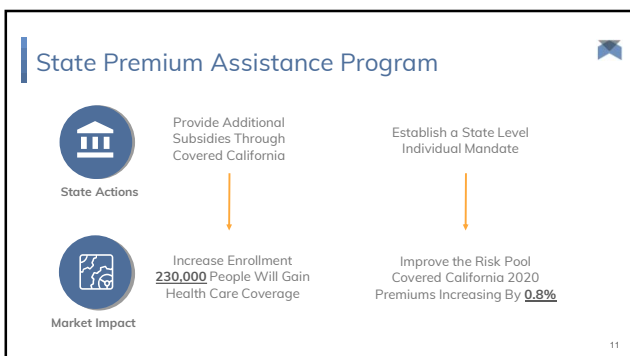 State Premium Assistance Program
Provide Additional
Subsidies Through
Covered California
Establish a State Level
Individual Mandate
State Actions
Increase Enrollment
230,000 People Will Gain
Health Care Coverage
Improve the Risk Pool
Covered California 2020
Premiums Increasing By 0.8%
Market Impact
11